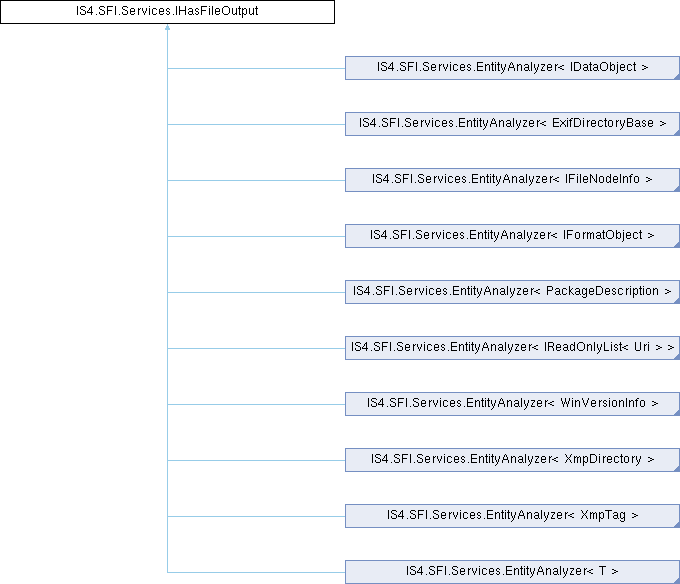 IS4.SFI.Services.IHasFileOutput
IS4.SFI.Services.EntityAnalyzer< IDataObject >
IS4.SFI.Services.EntityAnalyzer< ExifDirectoryBase >
IS4.SFI.Services.EntityAnalyzer< IFileNodeInfo >
IS4.SFI.Services.EntityAnalyzer< IFormatObject >
IS4.SFI.Services.EntityAnalyzer< PackageDescription >
IS4.SFI.Services.EntityAnalyzer< IReadOnlyList< Uri > >
IS4.SFI.Services.EntityAnalyzer< WinVersionInfo >
IS4.SFI.Services.EntityAnalyzer< XmpDirectory >
IS4.SFI.Services.EntityAnalyzer< XmpTag >
IS4.SFI.Services.EntityAnalyzer< T >